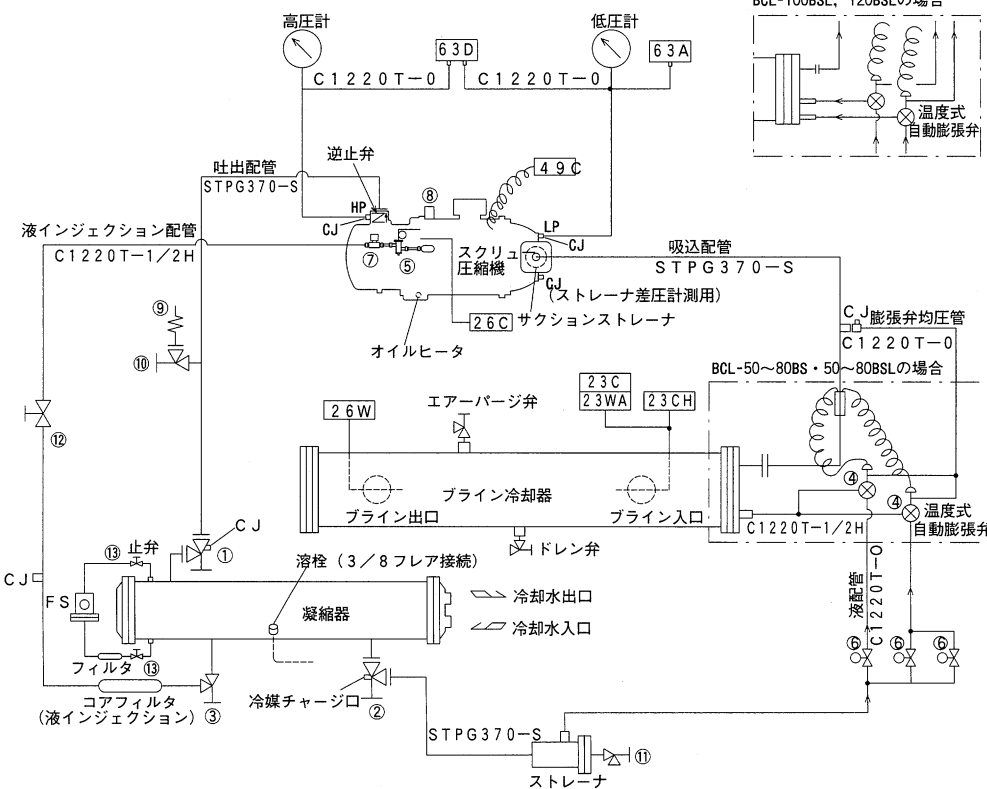 BCL-100BSL, 120BSLの場合
高圧計
低圧計
63D
63A
C1220T-0
C1220T-0
温度式
自動膨張弁
逆止弁
吐出配管
STPG370-S
49C
⑧
HP
CJ
LP
CJ
液インジェクション配管
C1220T-1/2H
⑦
⑤
スクリュー
圧縮機
吸込配管
STPG370-S
CJ
(ストレーナ差圧計測用)
26C
サクションストレーナ
オイルヒータ
CJ
膨張弁均圧管
C1220T-0
⑨
⑩
BCL-50~80BS・50~80BSLの場合
23C
23WA
23CH
26W
エアーパージ弁
⑫
ブライン冷却器
ブライン出口
ブライン入口
④
④
温度式
自動膨張弁
C1220T-1/2H
ドレン弁
CJ
①
⑬
止弁
溶栓(3/8フレア接続)
CJ
FS
凝縮器
冷却水出口
冷却水入口
液配管
C1220T-O
フィルタ
⑬
⑥
⑥
⑥
コアフィルタ
(液インジェクション)
③
冷媒チャージ口
②
STPG370-S
⑪
ストレーナ